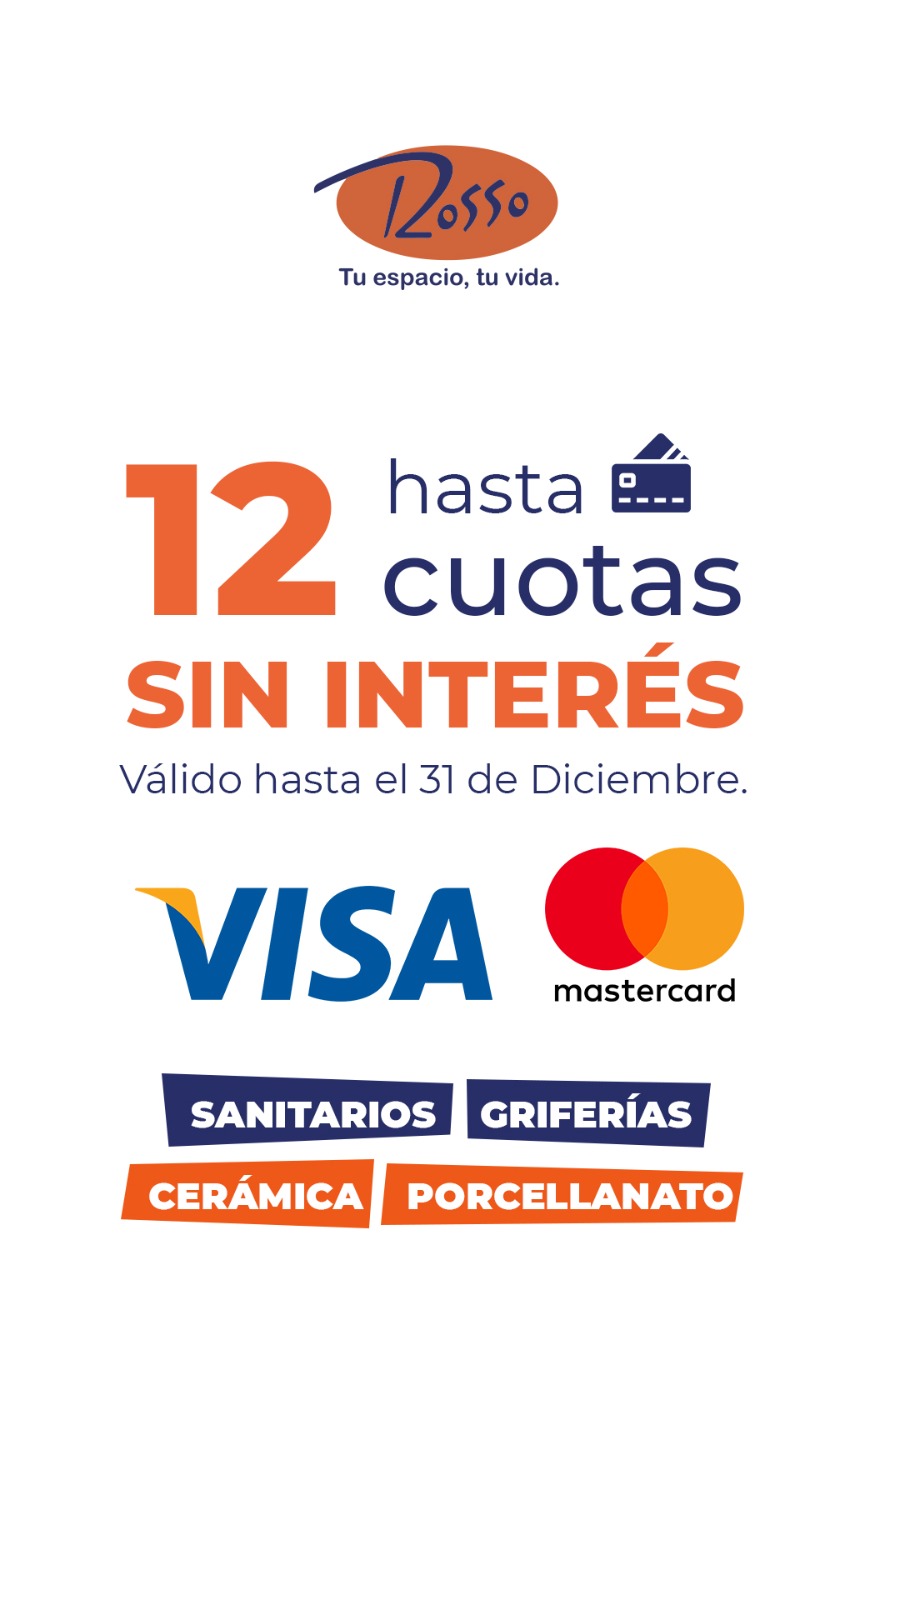 Rosso
Tu espacio, tu vida.
12 hasta
cuotas
SIN INTERÉS
Válido hasta el 31 de Diciembre.
VISA
mastercard
SANITARIOS GRIFERÍAS
CERÁMICA PORCELLANATO